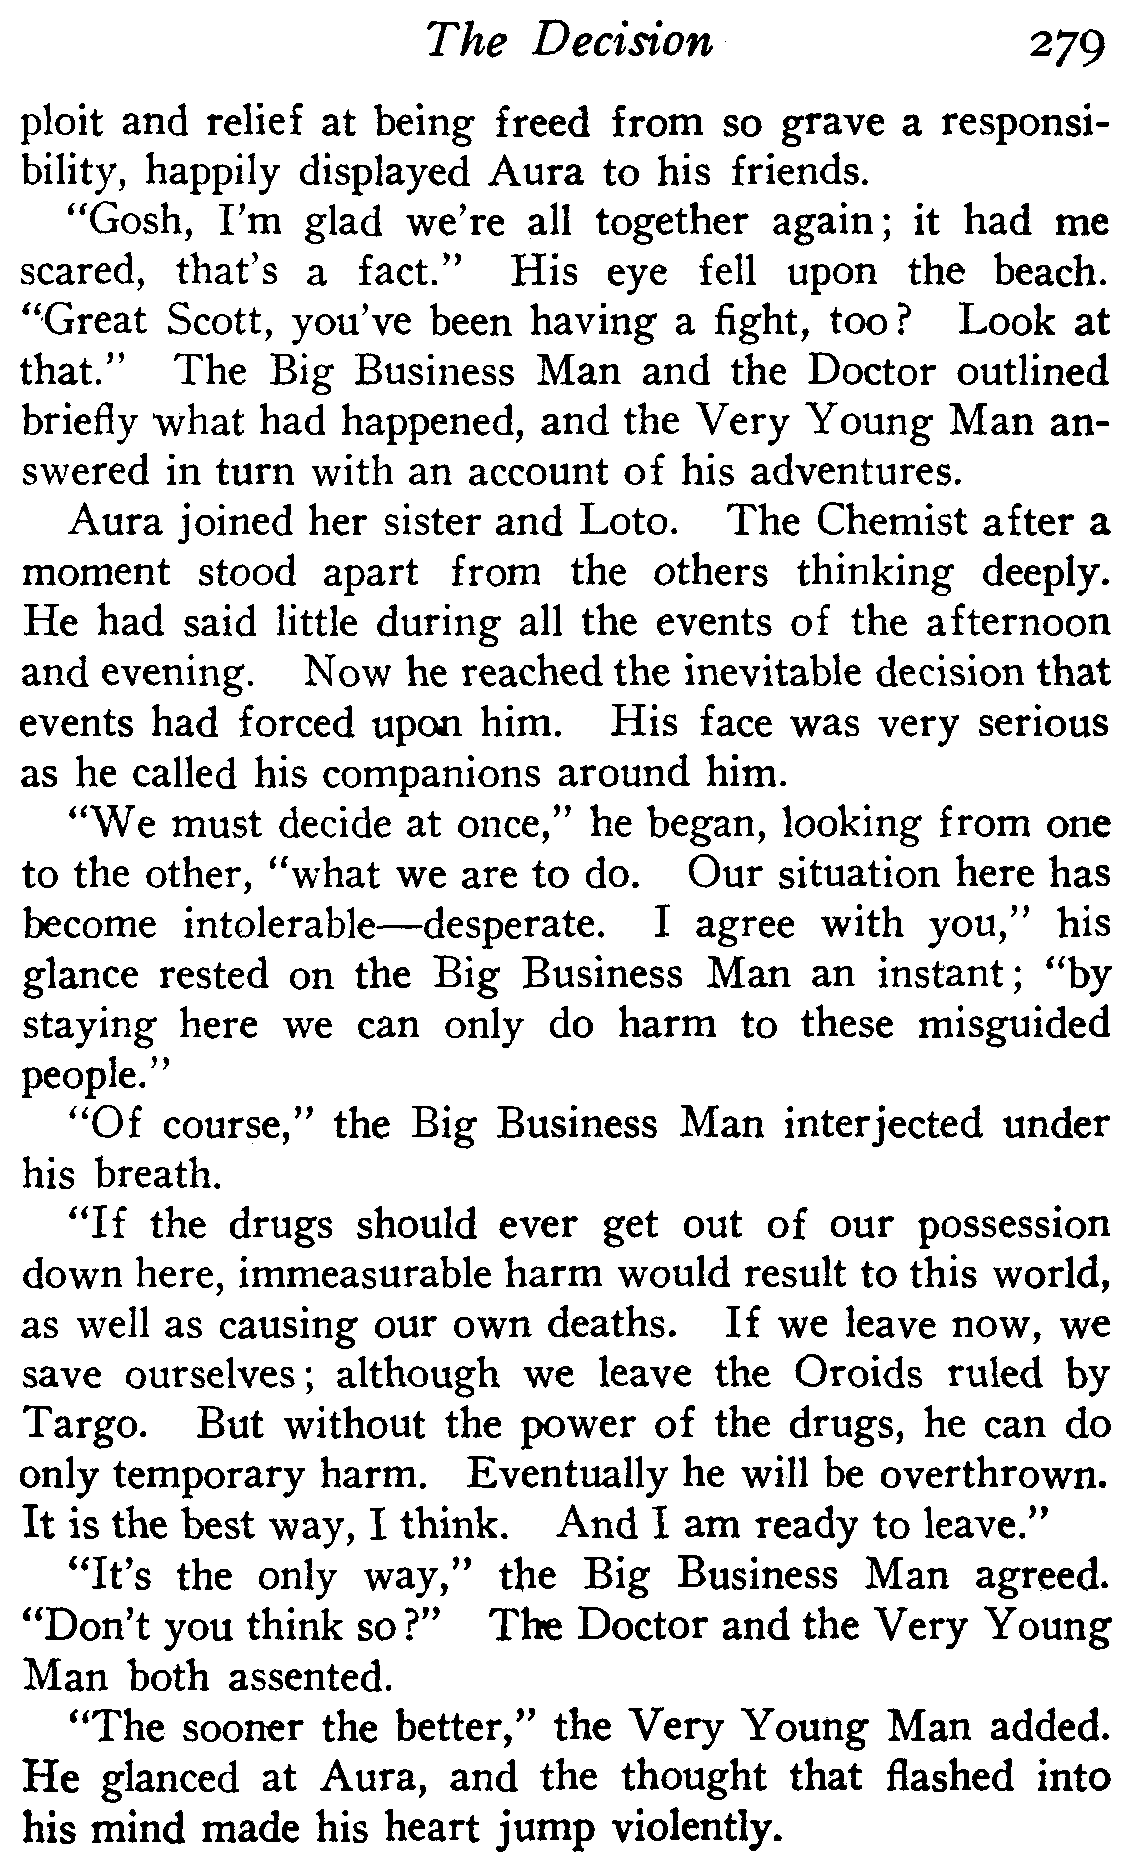 The Decision 279
ploit and relief at being freed from so grave a responsi-
bility, happily displayed Aura to his friends.
"Gosh, I'm glad we're all together again; it had me
scared, that's a fact." His eye fell upon the beach.
"Great Scott, you've been having a fight, too? Look at
that." The Big Business Man and the Doctor outlined
briefly what had happened, and the Very Young Man an-
swered in turn with an account of his adventures.
Aura joined her sister and Loto. The Chemist after a
moment stood apart from the others thinking deeply.
He had said little during all the events of the afternoon
and evening. Now he reached the inevitable decision that
events had forced upon him. His face was very serious
as he called his companions around him.
"We must decide at once," he began, looking from one
to the other, "what we are to do. Our situation here has
become intolerable—desperate. I agree with you," his
glance rested on the Big Business Man an instant; "by
staying here we can only do harm to these misguided
people."
"Of course," the Big Business Man interjected under
his breath.
"If the drugs should ever get out of our possession
down here, immeasurable harm would result to this world,
as well as causing our own deaths. If we leave now, we
save ourselves; although we leave the Oroids ruled by
Targo. But without the power of the drugs, he can do
only temporary harm. Eventually he will be overthrown.
It is the best way, I think. And I am ready to leave."
"It's the only way," the Big Business Man agreed.
"Don't you think so?" The Doctor and the Very Young
Man both assented.
"The sooner the better," the Very Young Man added.
He glanced at Aura, and the thought that flashed into
his mind made his heart jump violently.